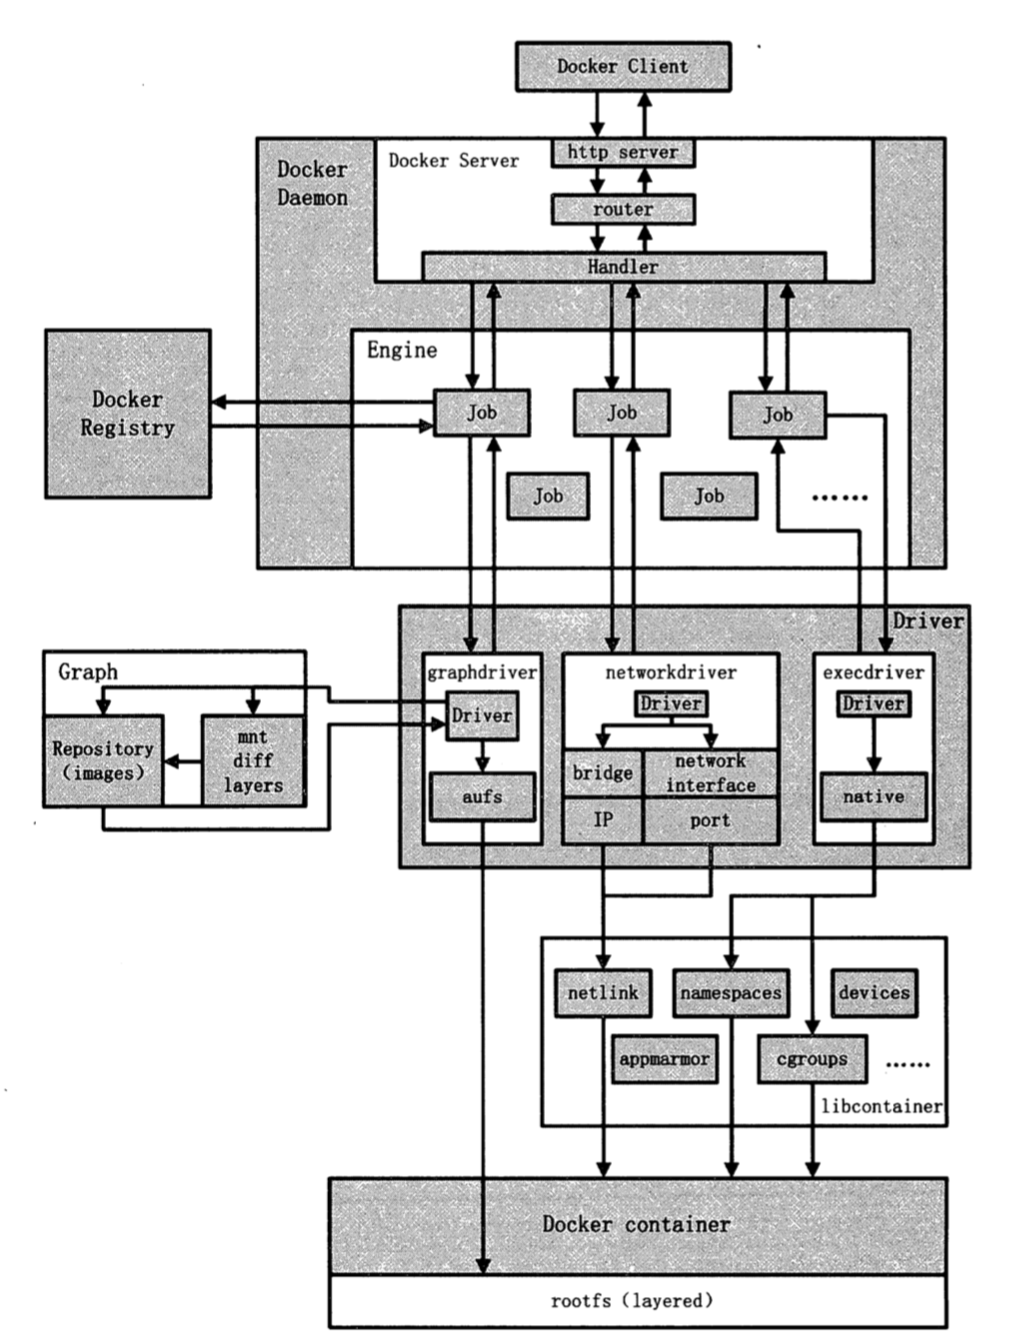 Docker Client
Docker
Daemon
Docker Server
http server
router
Handler
Engine
Docker
Registry
Job
Job
Job
Job
Job
······
Driver
Graph
graphdriver
networkdriver
execdriver
Driver
Driver
Driver
Repository
(images)
mnt
diff
layers
bridge
network
interface
aufs
native
IP
port
netlink
namespaces
devices
appmarmor
cgroups
······
libcontainer
Docker container
rootfs (layered)